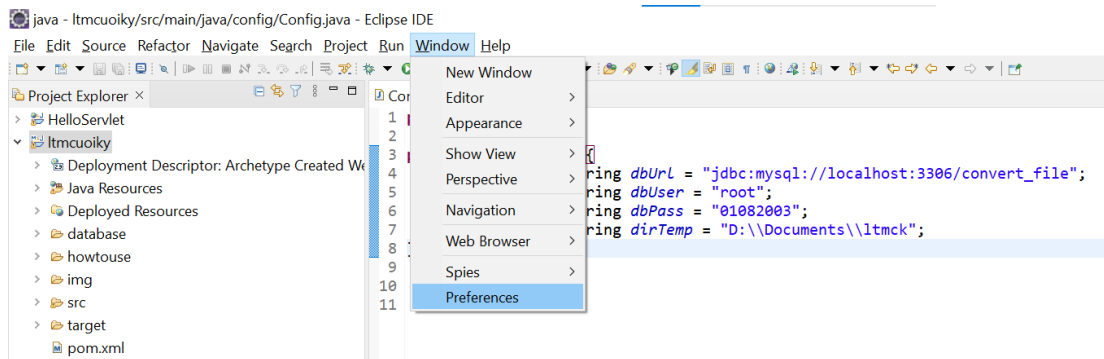 java - ltmcuoiky/src/main/java/config/Config.java - Eclipse IDE
File Edit Source Refactor Navigate Search Project Run Window Help
Project Explorer
HelloServlet
ltmcuoiky
Deployment Descriptor: Archetype Created We
Java Resources
Deployed Resources
database
howtouse
img
src
target
pom.xml
New Window
Editor
Appearance
Show View
Perspective
Navigation
Web Browser
Spies
Preferences
Cor
1
2
3 {
4 ring dbUrl = "jdbc:mysql://localhost:3306/convert_file";
5 ring dbUser = "root";
6 ring dbPass = "01082003";
7 ring dirTemp = "D:\\Documents\\ltmck";
8
9
10
11